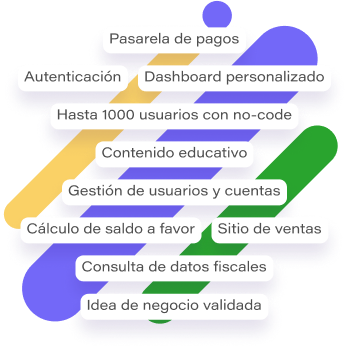 Pasarela de pagos
Autenticación Dashboard personalizado
Hasta 1000 usuarios con no-code
Contenido educativo
Gestión de usuarios y cuentas
Cálculo de saldo a favor Sitio de ventas
Consulta de datos fiscales
Idea de negocio validada